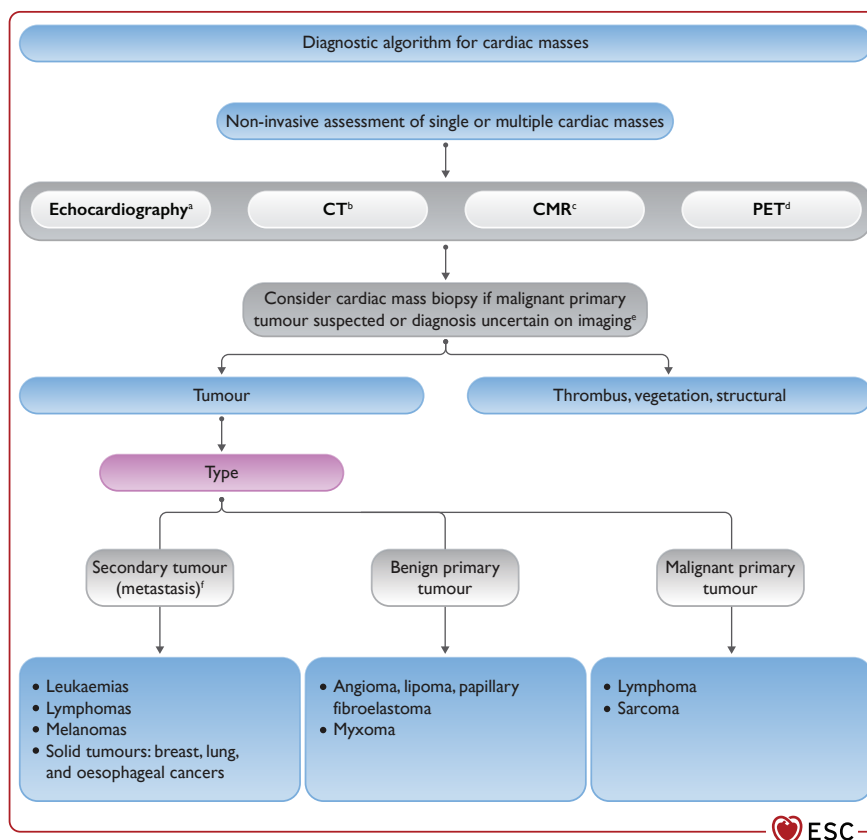 Diagnostic algorithm for cardiac masses
Non-invasive assessment of single or multiple cardiac masses
Echocardiographyᵃ
CTᵇ
CMRᶜ
PETᵈ
Consider cardiac mass biopsy if malignant primary
tumour suspected or diagnosis uncertain on imagingᵉ
Tumour
Thrombus, vegetation, structural
Type
Secondary tumour
(metastasis)ᶠ
Benign primary
tumour
Malignant primary
tumour
• Leukaemias
• Lymphomas
• Melanomas
• Solid tumours: breast, lung,
and oesophageal cancers
• Angioma, lipoma, papillary
fibroelastoma
• Myxoma
• Lymphoma
• Sarcoma
ESC